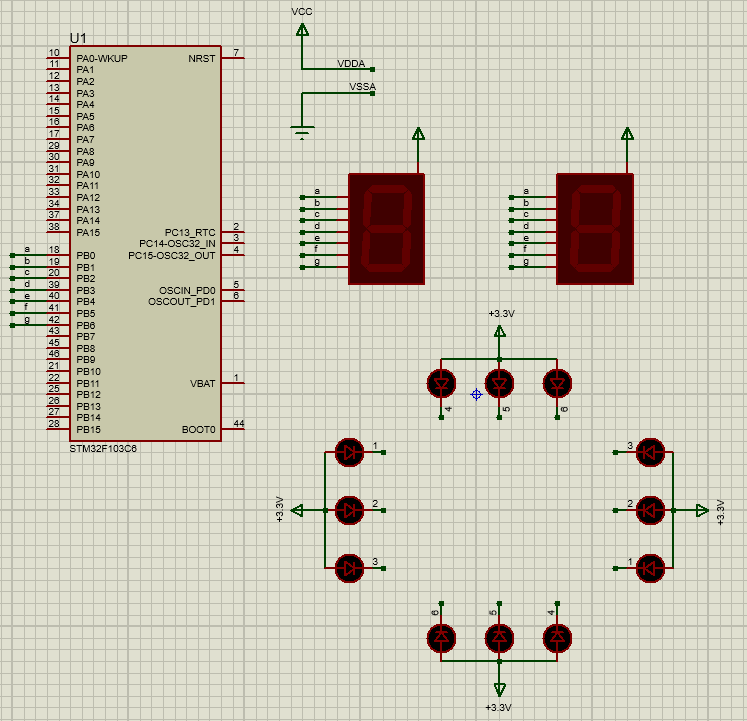 VCC
VDDA
VSSA
U1
10 PA0-WKUP NRST 7
11 PA1
12 PA2
13 PA3
14 PA4
15 PA5
16 PA6
17 PA7
29 PA8
30 PA9
31 PA10
32 PA11
33 PA12
34 PA13
37 PA14
38 PA15 PC13_RTC 2
PC14-OSC32_IN 3
a 18 PB0 PC15-OSC32_OUT 4
b 19 PB1
c 20 PB2
d 39 PB3 OSCIN_PD0 5
e 40 PB4 OSCOUT_PD1 6
f 41 PB5
g 42 PB6
43 PB7
45 PB8
46 PB9
21 PB10
22 PB11 VBAT 1
25 PB12
26 PB13
27 PB14
28 PB15 BOOT0 44
STM32F103C6
a
b
c
d
e
f
g
a
b
c
d
e
f
g
+3.3V
4 5 6
1
2
3
+3.3V
3
2
1
+3.3V
6 5 4
+3.3V